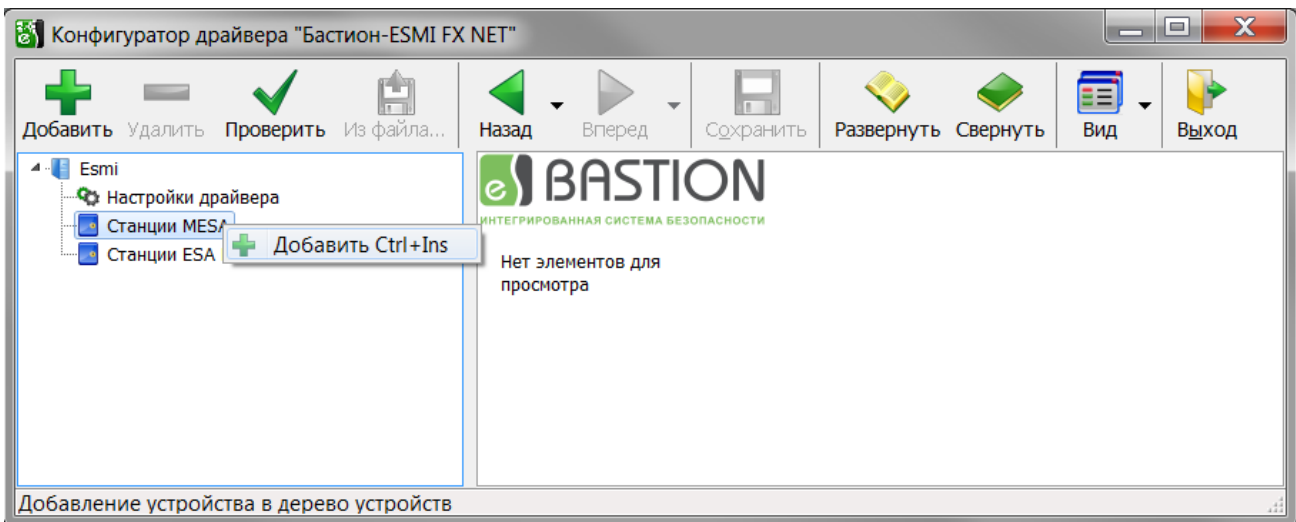 Конфигуратор драйвера "Бастион-ESMI FX NET"
Добавить Удалить Проверить Из файла... Назад Вперед Сохранить Развернуть Свернуть Вид Выход
Esmi
Настройки драйвера
Станции MESA
Станции ESA
Добавить Ctrl+Ins
eS BASTION
ИНТЕГРИРОВАННАЯ СИСТЕМА БЕЗОПАСНОСТИ
Нет элементов для
просмотра
Добавление устройства в дерево устройств